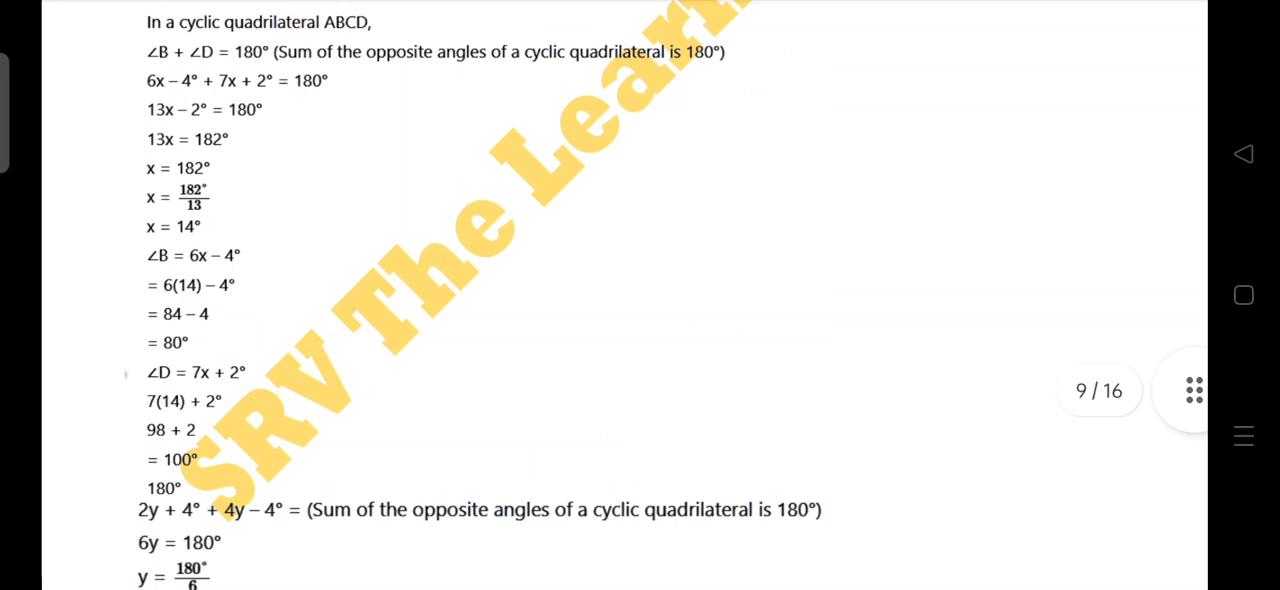 In a cyclic quadrilateral ABCD,
∠B + ∠D = 180° (Sum of the opposite angles of a cyclic quadrilateral is 180°)
6x – 4° + 7x + 2° = 180°
13x – 2° = 180°
13x = 182°
x = 182°
x = 182°/13
x = 14°
∠B = 6x – 4°
= 6(14) – 4°
= 84 – 4
= 80°
∠D = 7x + 2°
7(14) + 2°
98 + 2
= 100°
180°
2y + 4° + 4y – 4° = (Sum of the opposite angles of a cyclic quadrilateral is 180°)
6y = 180°
y = 180°/6
SRV The Learn
9 / 16